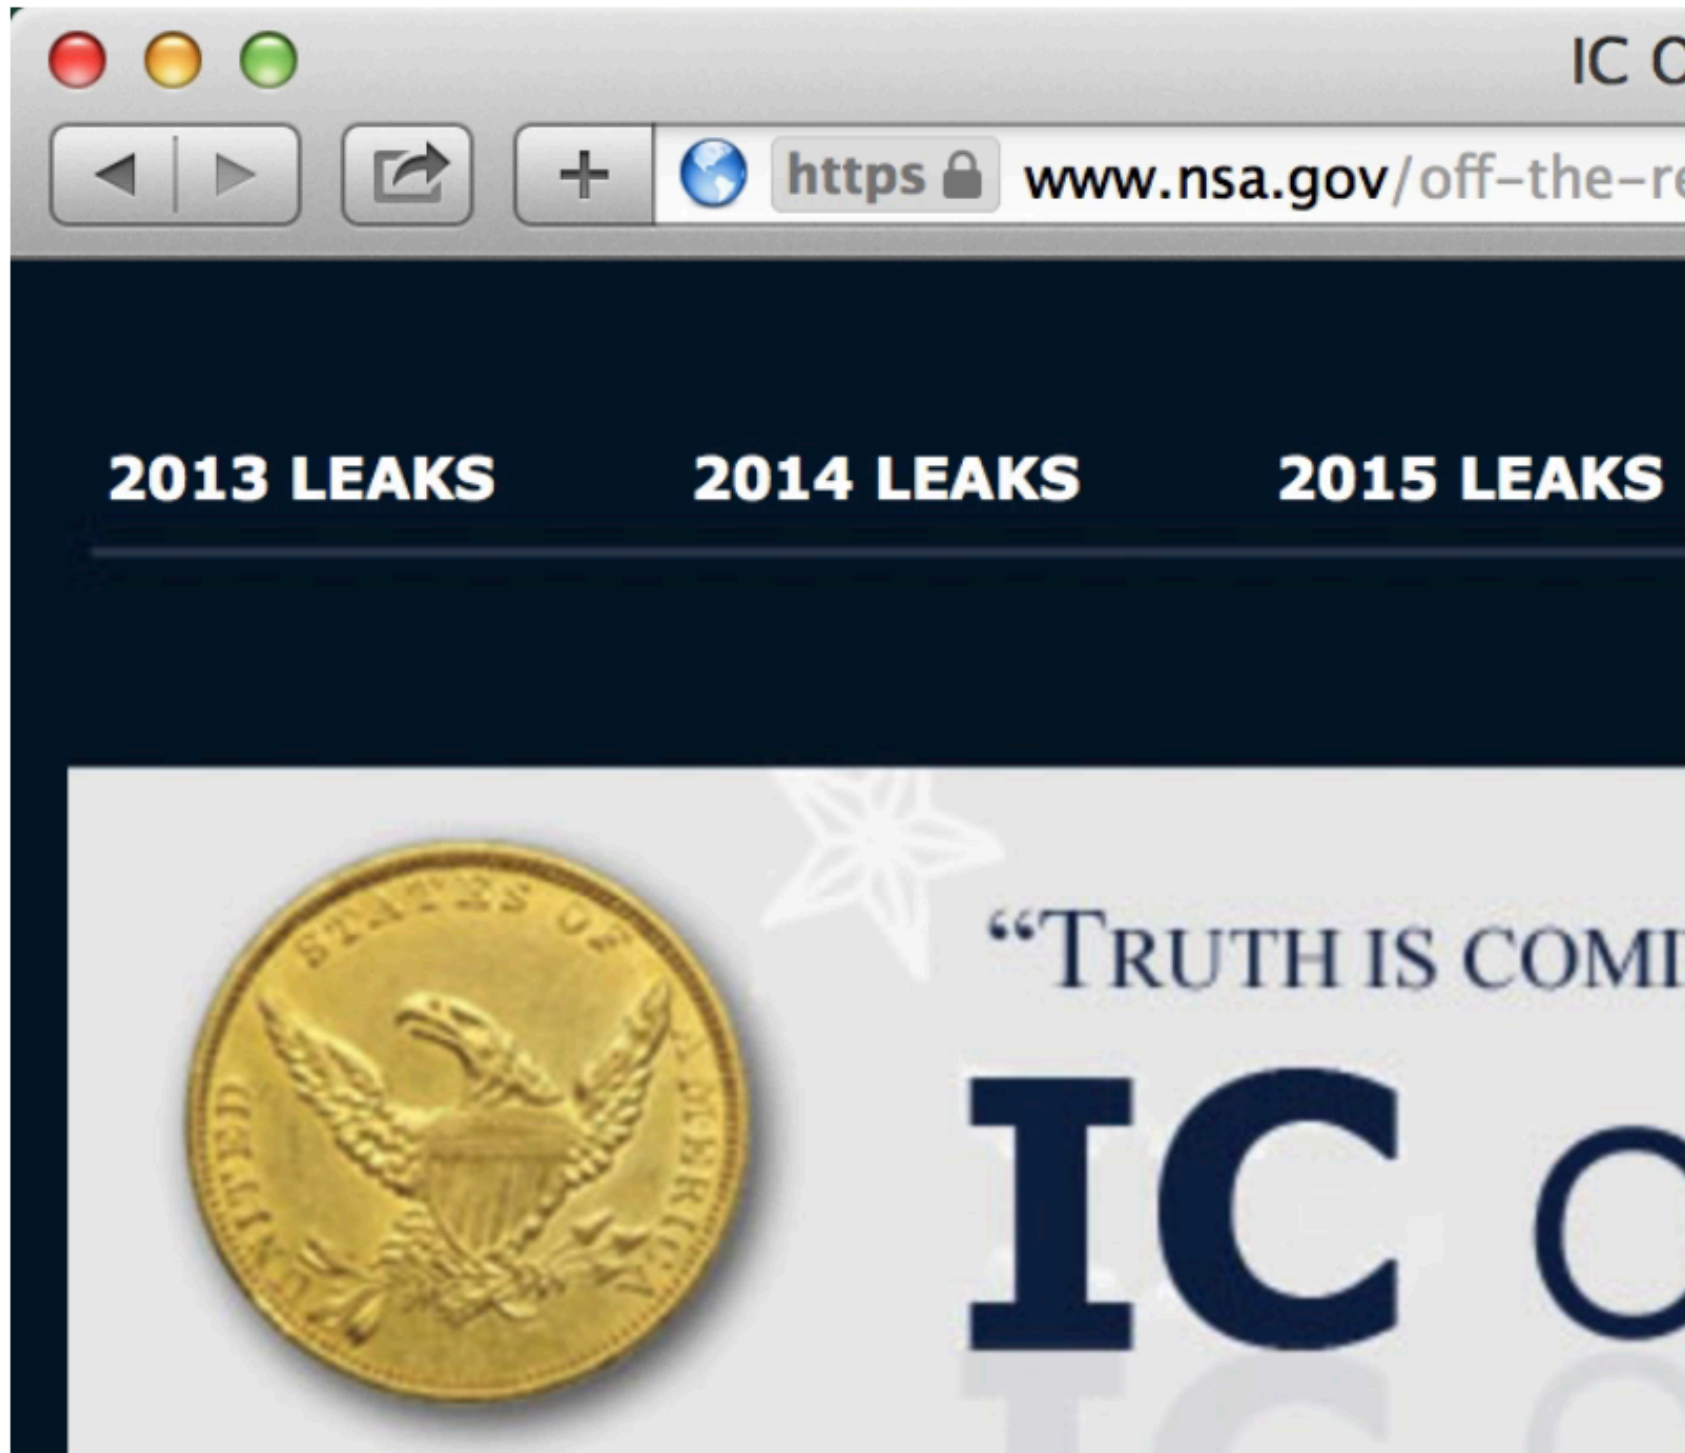 IC O
https www.nsa.gov/off-the-re
2013 LEAKS 2014 LEAKS 2015 LEAKS
UNITED STATES OF AMERICA
“TRUTH IS COMI
IC O